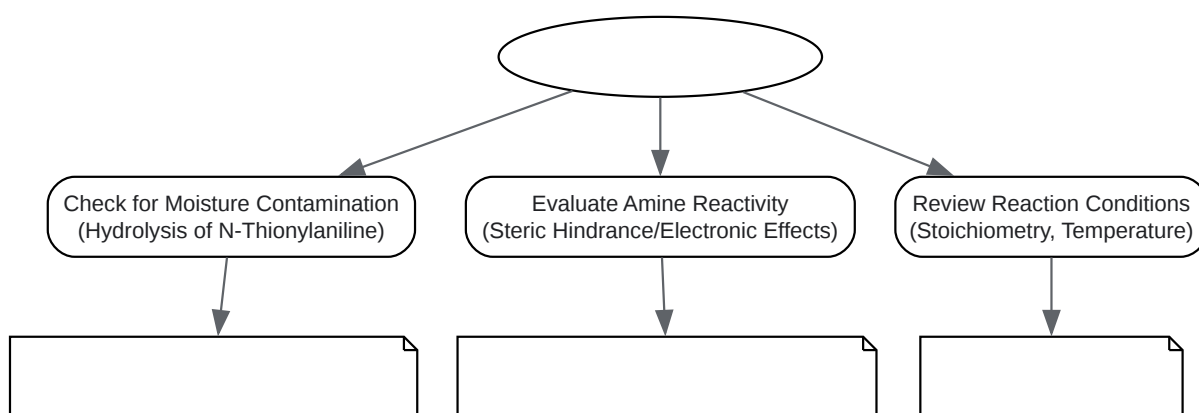 Check for Moisture Contamination
(Hydrolysis of N-Thionylaniline)
Evaluate Amine Reactivity
(Steric Hindrance/Electronic Effects)
Review Reaction Conditions
(Stoichiometry, Temperature)